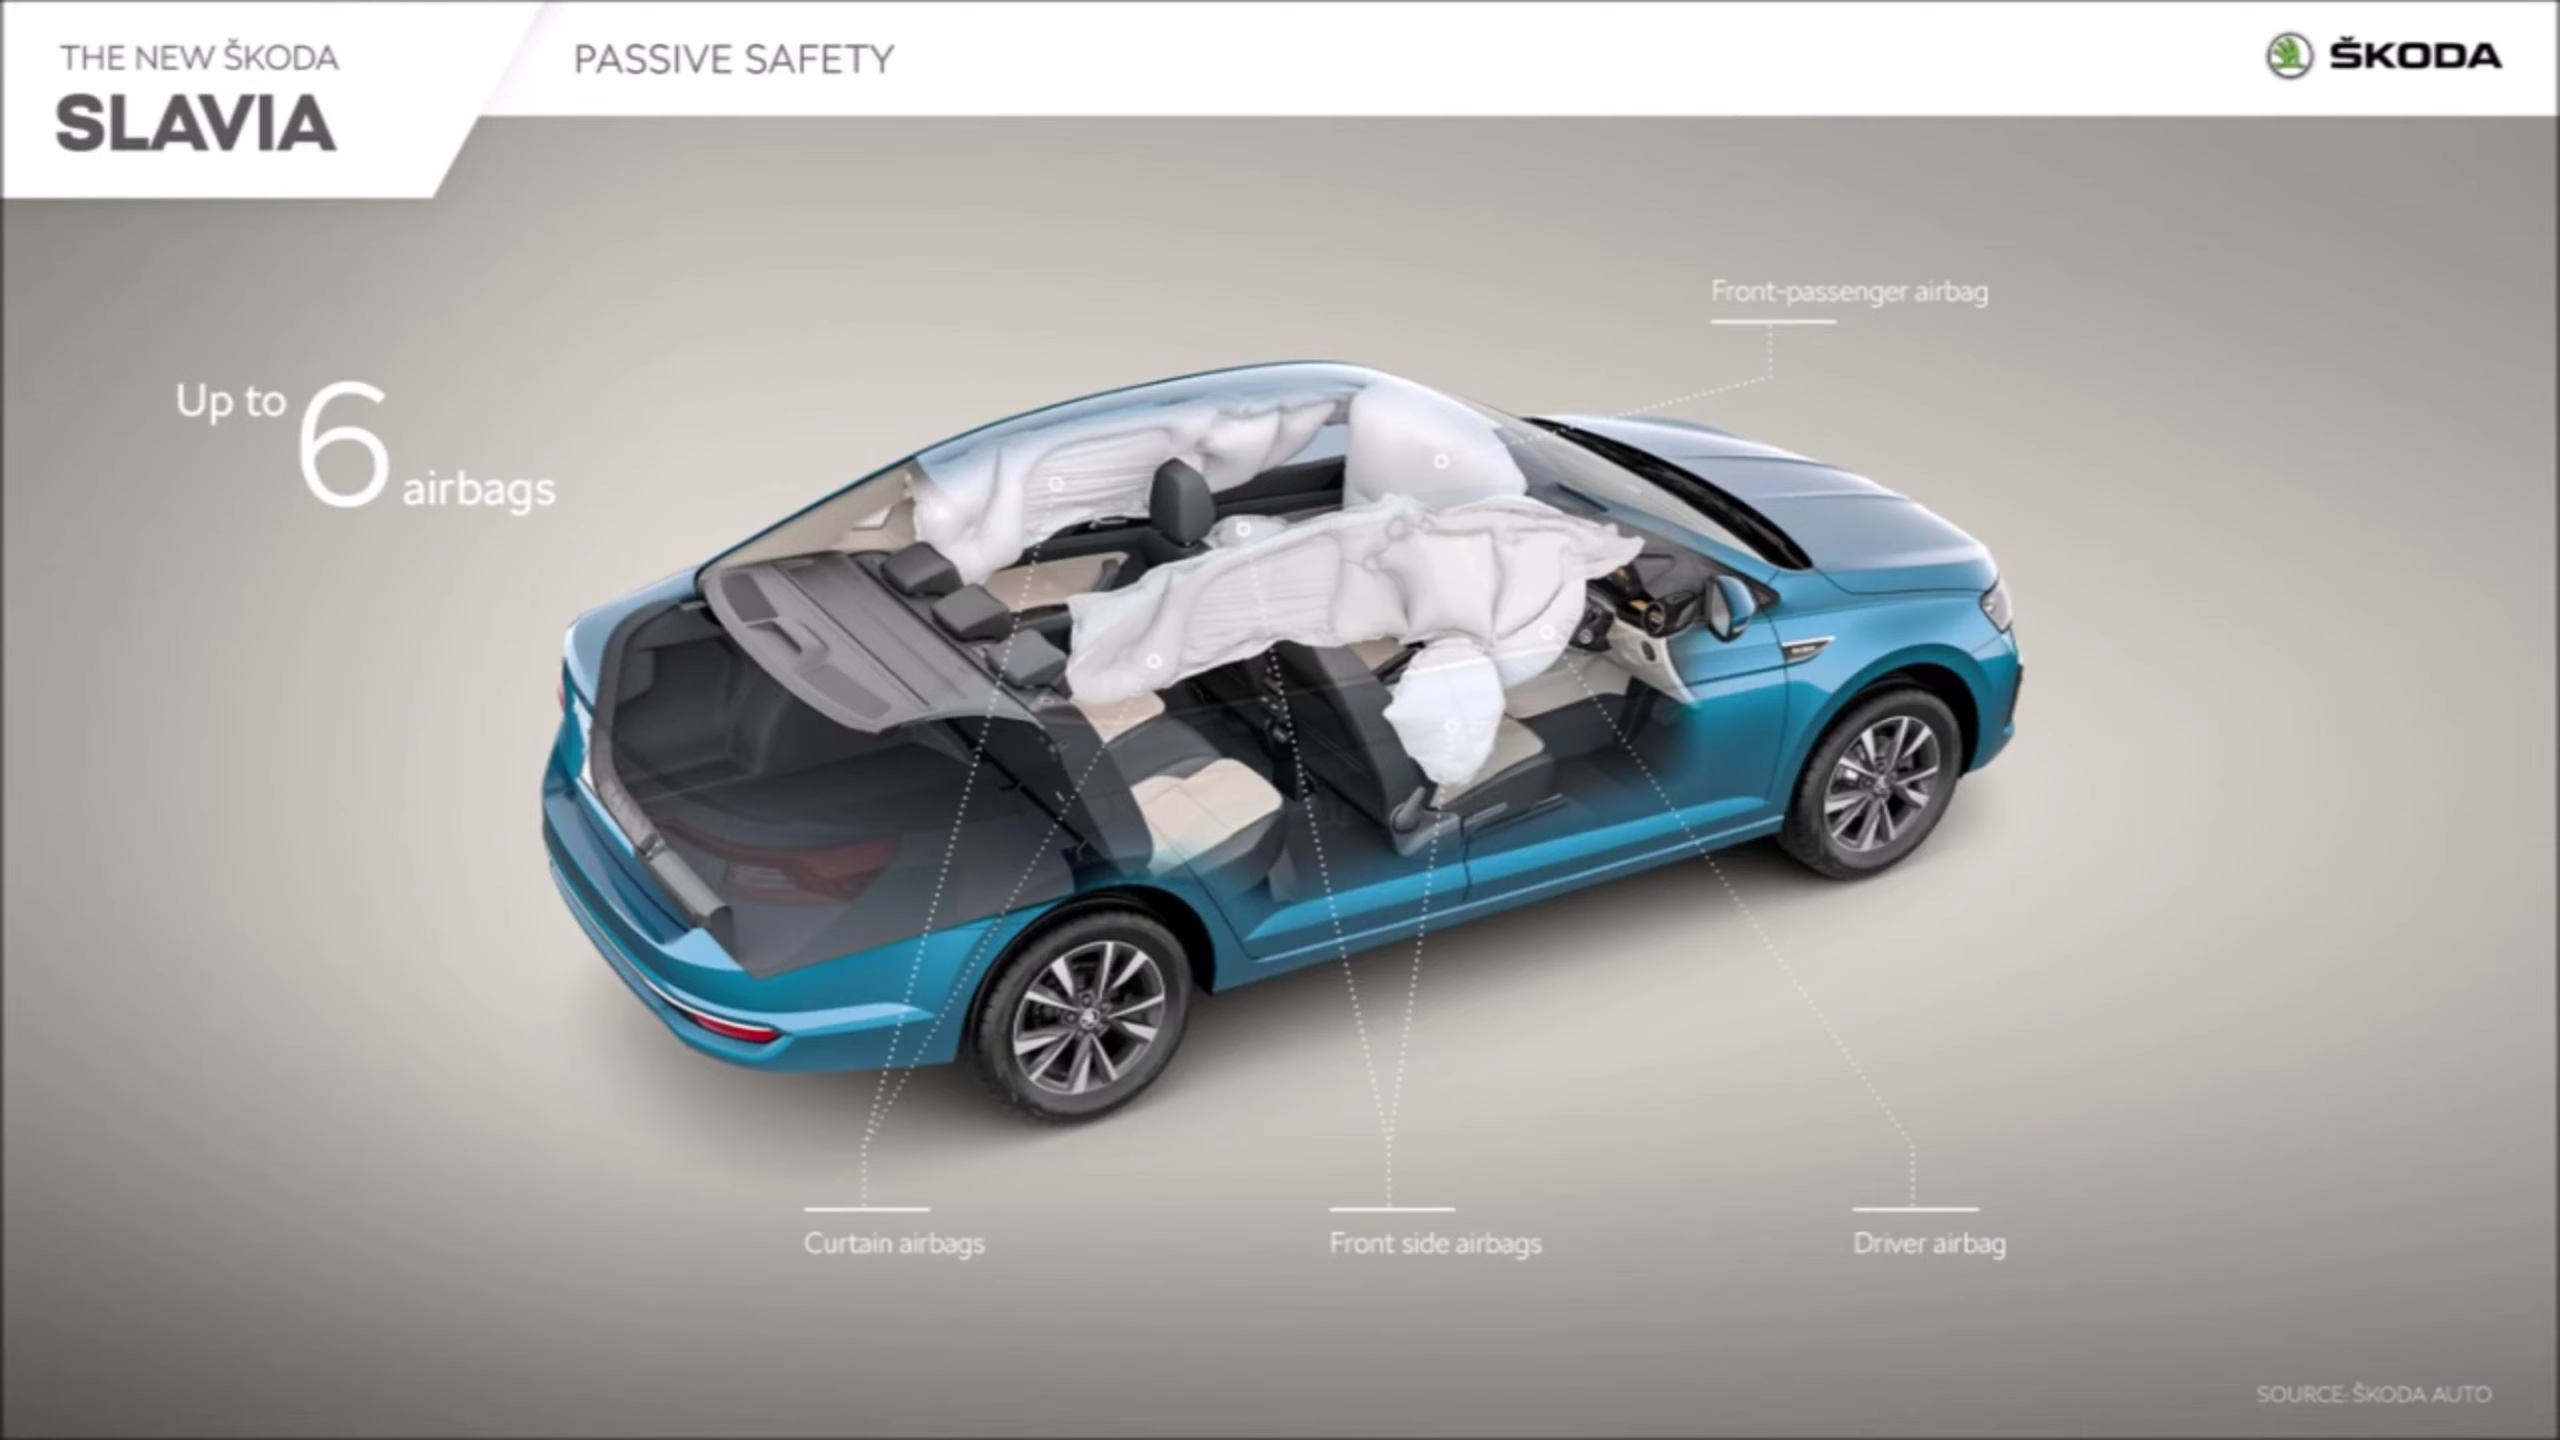 THE NEW ŠKODA
SLAVIA
PASSIVE SAFETY
ŠKODA
Front-passenger airbag
Up to
6
airbags
Curtain airbags
Front side airbags
Driver airbag
SOURCE: ŠKODA AUTO